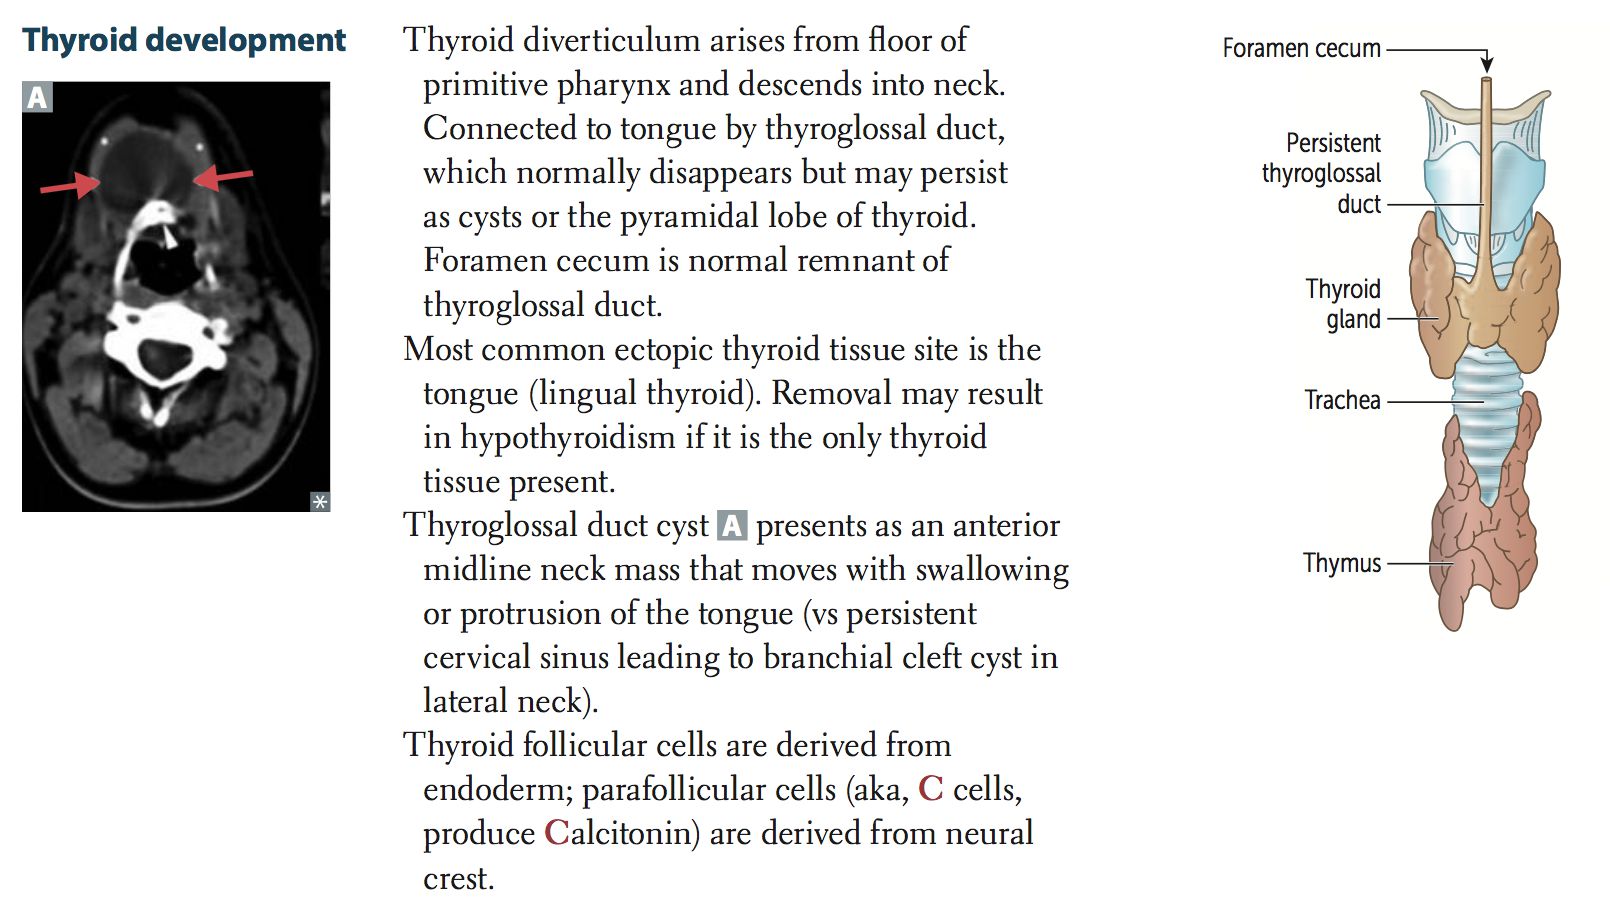 Thyroid development
A
*
Thyroid diverticulum arises from floor of
primitive pharynx and descends into neck.
Connected to tongue by thyroglossal duct,
which normally disappears but may persist
as cysts or the pyramidal lobe of thyroid.
Foramen cecum is normal remnant of
thyroglossal duct.
Most common ectopic thyroid tissue site is the
tongue (lingual thyroid). Removal may result
in hypothyroidism if it is the only thyroid
tissue present.
Thyroglossal duct cyst A presents as an anterior
midline neck mass that moves with swallowing
or protrusion of the tongue (vs persistent
cervical sinus leading to branchial cleft cyst in
lateral neck).
Thyroid follicular cells are derived from
endoderm; parafollicular cells (aka, C cells,
produce Calcitonin) are derived from neural
crest.
Foramen cecum
Persistent
thyroglossal
duct
Thyroid
gland
Trachea
Thymus